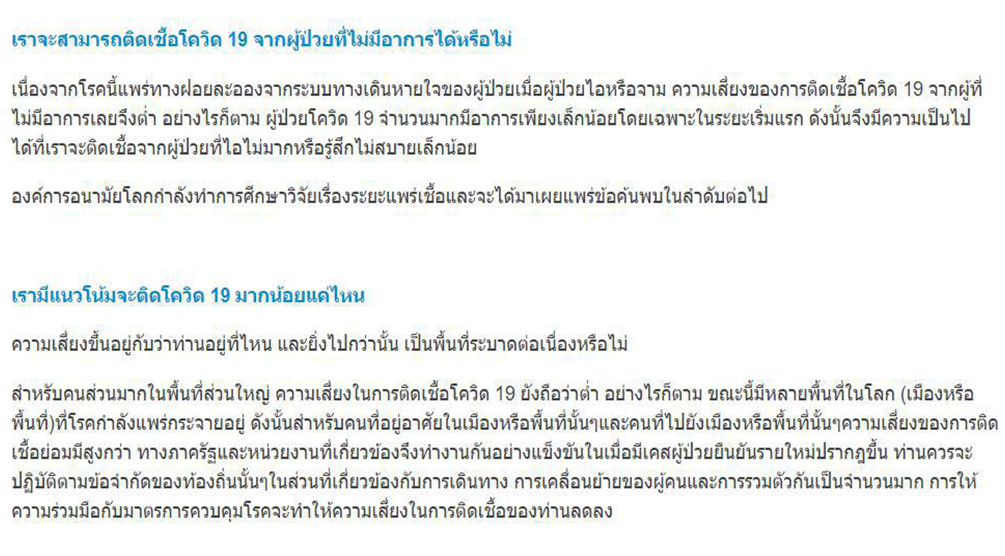 เราจะสามารถติดเชื้อโควิด 19 จากผู้ป่วยที่ไม่มีอาการได้หรือไม่
เนื่องจากโรคนี้แพร่ทางฝอยละอองจากระบบทางเดินหายใจของผู้ป่วยเมื่อผู้ป่วยไอหรือจาม ความเสี่ยงของการติดเชื้อโควิด 19 จากผู้ที่
ไม่มีอาการเลยจึงต่ำ อย่างไรก็ตาม ผู้ป่วยโควิด 19 จำนวนมากมีอาการเพียงเล็กน้อยโดยเฉพาะในระยะเริ่มแรก ดังนั้นจึงมีความเป็นไป
ได้ที่เราจะติดเชื้อจากผู้ป่วยที่ไอไม่มากหรือรู้สึกไม่สบายเล็กน้อย
องค์การอนามัยโลกกำลังทำการศึกษาวิจัยเรื่องระยะแพร่เชื้อและจะได้มาเผยแพร่ข้อค้นพบในลำดับต่อไป
เรามีแนวโน้มจะติดโควิด 19 มากน้อยแค่ไหน
ความเสี่ยงขึ้นอยู่กับว่าท่านอยู่ที่ไหน และยิ่งไปกว่านั้น เป็นพื้นที่ระบาดต่อเนื่องหรือไม่
สำหรับคนส่วนมากในพื้นที่ส่วนใหญ่ ความเสี่ยงในการติดเชื้อโควิด 19 ยังถือว่าต่ำ อย่างไรก็ตาม ขณะนี้มีหลายพื้นที่ในโลก (เมืองหรือ
พื้นที่)ที่โรคกำลังแพร่กระจายอยู่ ดังนั้นสำหรับคนที่อยู่อาศัยในเมืองหรือพื้นที่นั้นๆและคนที่ไปยังเมืองหรือพื้นที่นั้นๆความเสี่ยงของการติด
เชื้อย่อมมีสูงกว่า ทางภาครัฐและหน่วยงานที่เกี่ยวข้องจึงทำงานกันอย่างแข็งขันในเมื่อมีเคสผู้ป่วยยืนยันรายใหม่ปรากฏขึ้น ท่านควรจะ
ปฏิบัติตามข้อจำกัดของท้องถิ่นนั้นๆในส่วนที่เกี่ยวข้องกับการเดินทาง การเคลื่อนย้ายของผู้คนและการรวมตัวกันเป็นจำนวนมาก การให้
ความร่วมมือกับมาตรการควบคุมโรคจะทำให้ความเสี่ยงในการติดเชื้อของท่านลดลง